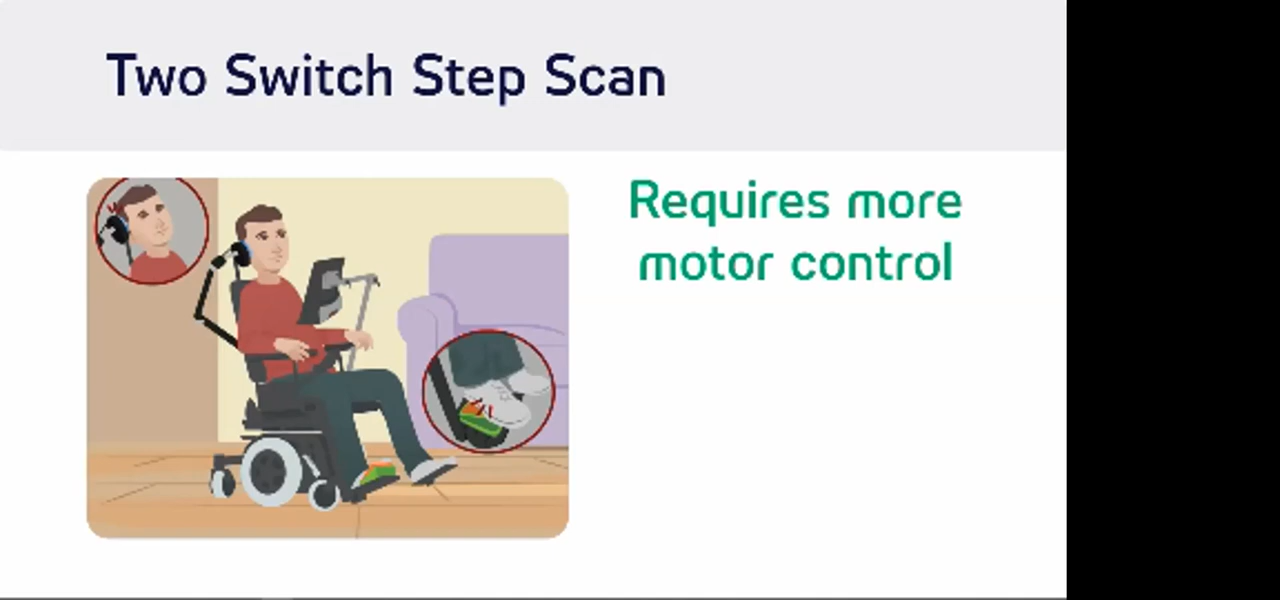 Two Switch Step Scan
Requires more
motor control